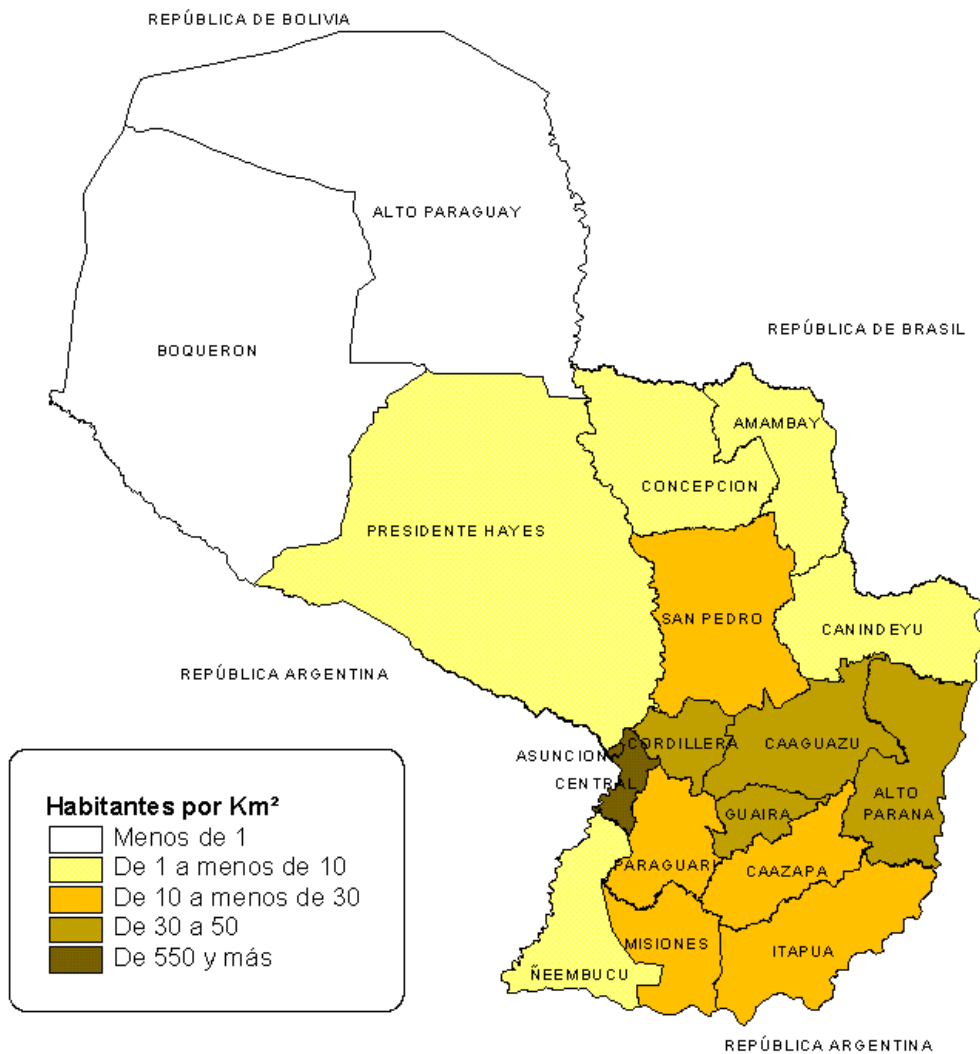 REPÚBLICA DE BOLIVIA
ALTO PARAGUAY
REPÚBLICA DE BRASIL
BOQUERON
AMAMBAY
CONCEPCION
PRESIDENTE HAYES
SAN PEDRO
CANINDEYU
REPÚBLICA ARGENTINA
CORDILLERA
CAAGUAZU
ASUNCION
CENTRAL
ALTO
PARANA
GUAIRA
PARAGUARI
CAAZAPA
MISIONES
ITAPUA
ÑEEMBUCU
REPÚBLICA ARGENTINA
Habitantes por Km²
Menos de 1
De 1 a menos de 10
De 10 a menos de 30
De 30 a 50
De 550 y más